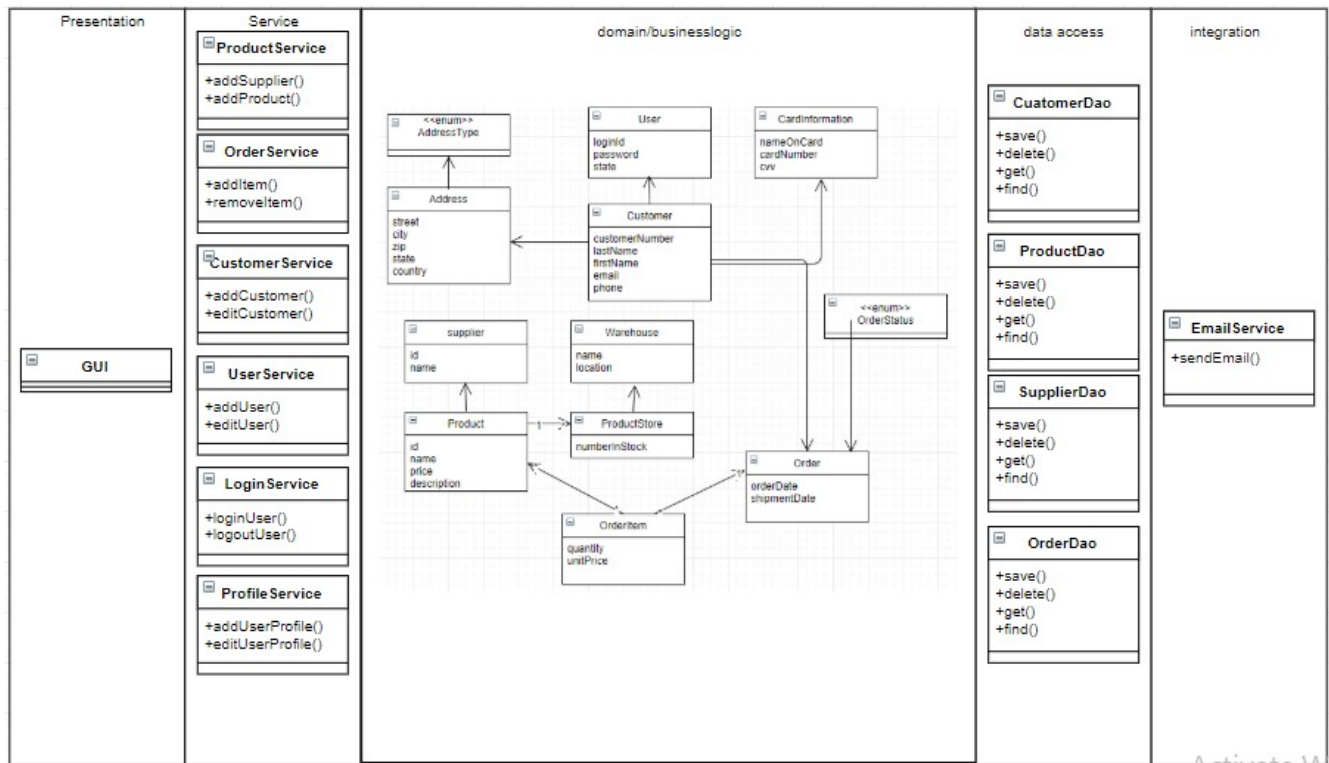 Presentation
GUI
Service
ProductService
+addSupplier()
+addProduct()
OrderService
+addItem()
+removeItem()
CustomerService
+addCustomer()
+editCustomer()
UserService
+addUser()
+editUser()
LoginService
+loginUser()
+logoutUser()
ProfileService
+addUserProfile()
+editUserProfile()
domain/businesslogic
<<enum>>
AddressType
User
loginId
password
state
CardInformation
nameOnCard
cardNumber
cvv
Address
street
city
zip
state
country
Customer
customerNumber
lastName
firstName
email
phone
<<enum>>
OrderStatus
supplier
id
name
Warehouse
name
location
Product
id
name
price
description
1
ProductStore
numberInStock
Order
orderDate
shipmentDate
OrderItem
quantity
unitPrice
data access
CuatomerDao
+save()
+delete()
+get()
+find()
ProductDao
+save()
+delete()
+get()
+find()
SupplierDao
+save()
+delete()
+get()
+find()
OrderDao
+save()
+delete()
+get()
+find()
integration
EmailService
+sendEmail()